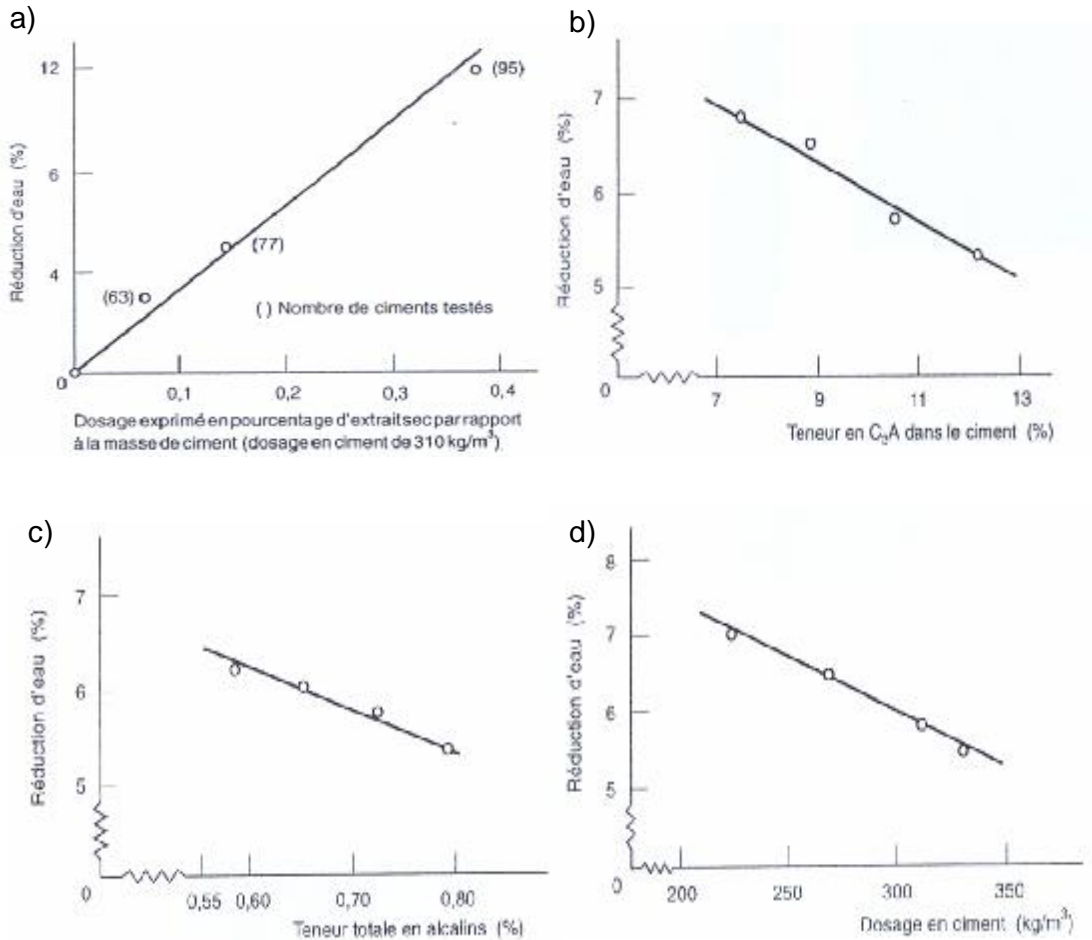 a)
Réduction d'eau (%)
12
6
4
0
(95)
(77)
(63)
( ) Nombre de ciments testés
0,1 0,2 0,3 0,4
Dosage exprimé en pourcentage d'extrait sec par rapport
à la masse de ciment (dosage en ciment de 310 kg/m³).
b)
Réduction d'eau (%)
7
6
5
0
7 9 11 13
Teneur en C₃A dans le ciment (%)
c)
Réduction d'eau (%)
7
6
5
0
0,55 0,60 0,70 0,80
Teneur totale en alcalins (%)
d)
Réduction d'eau (%)
8
7
6
5
0
200 250 300 350
Dosage en ciment (kg/m³)